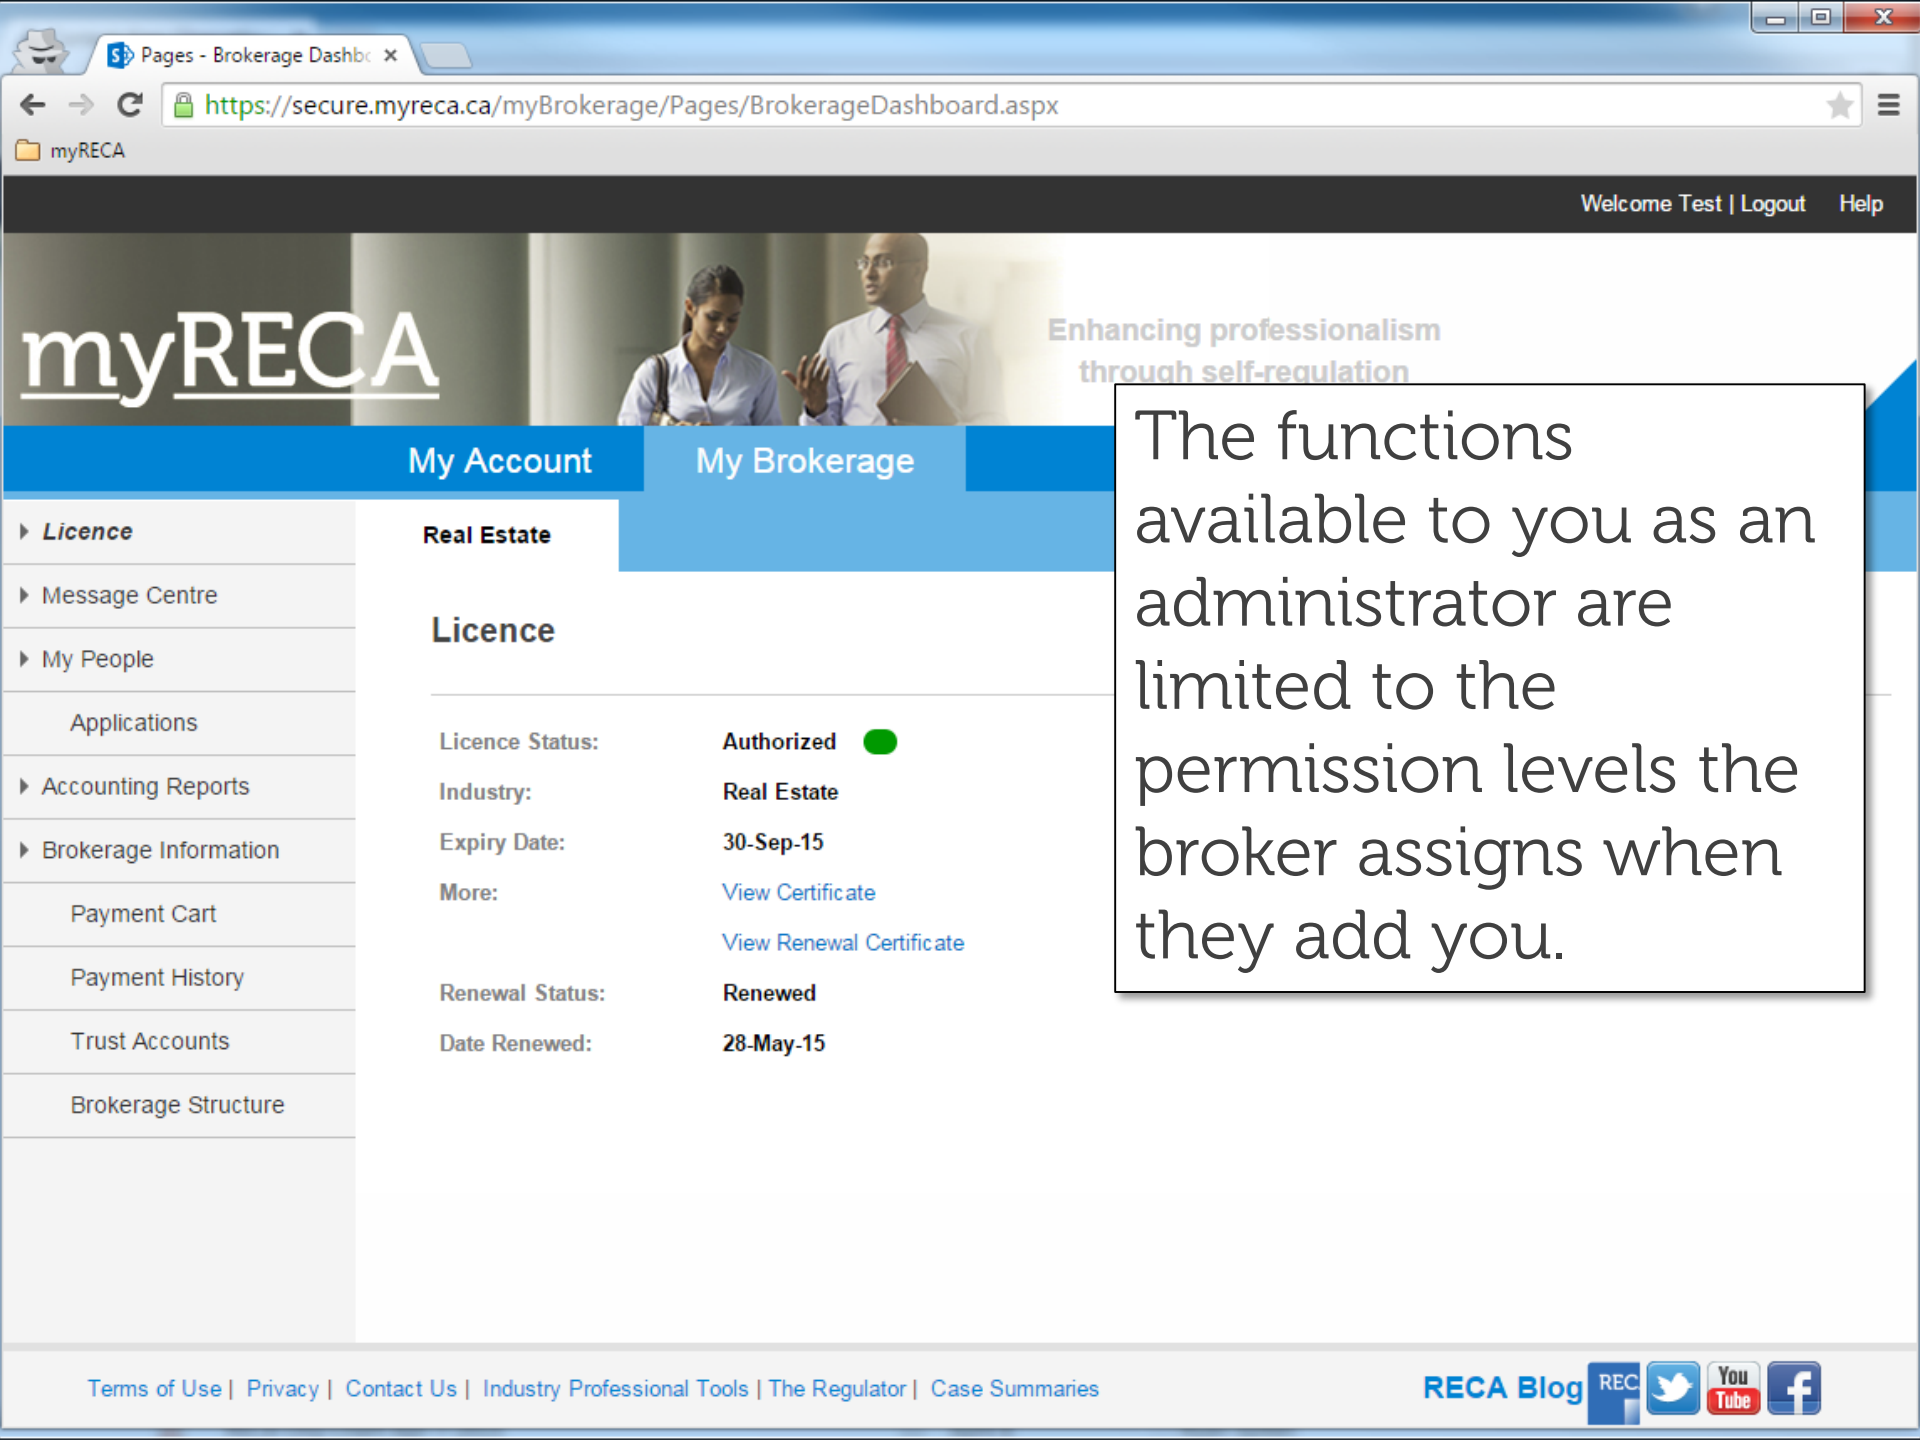 Pages - Brokerage Dashbc
https://secure.myreca.ca/myBrokerage/Pages/BrokerageDashboard.aspx
myRECA
Welcome Test | Logout Help
myRECA
Enhancing professionalism
through self-regulation
My Account My Brokerage
Licence
Message Centre
My People
Applications
Accounting Reports
Brokerage Information
Payment Cart
Payment History
Trust Accounts
Brokerage Structure
Real Estate
Licence
Licence Status: Authorized
Industry: Real Estate
Expiry Date: 30-Sep-15
More: View Certificate
View Renewal Certificate
Renewal Status: Renewed
Date Renewed: 28-May-15
The functions
available to you as an
administrator are
limited to the
permission levels the
broker assigns when
they add you.
Terms of Use | Privacy | Contact Us | Industry Professional Tools | The Regulator | Case Summaries
RECA Blog REC You Tube f